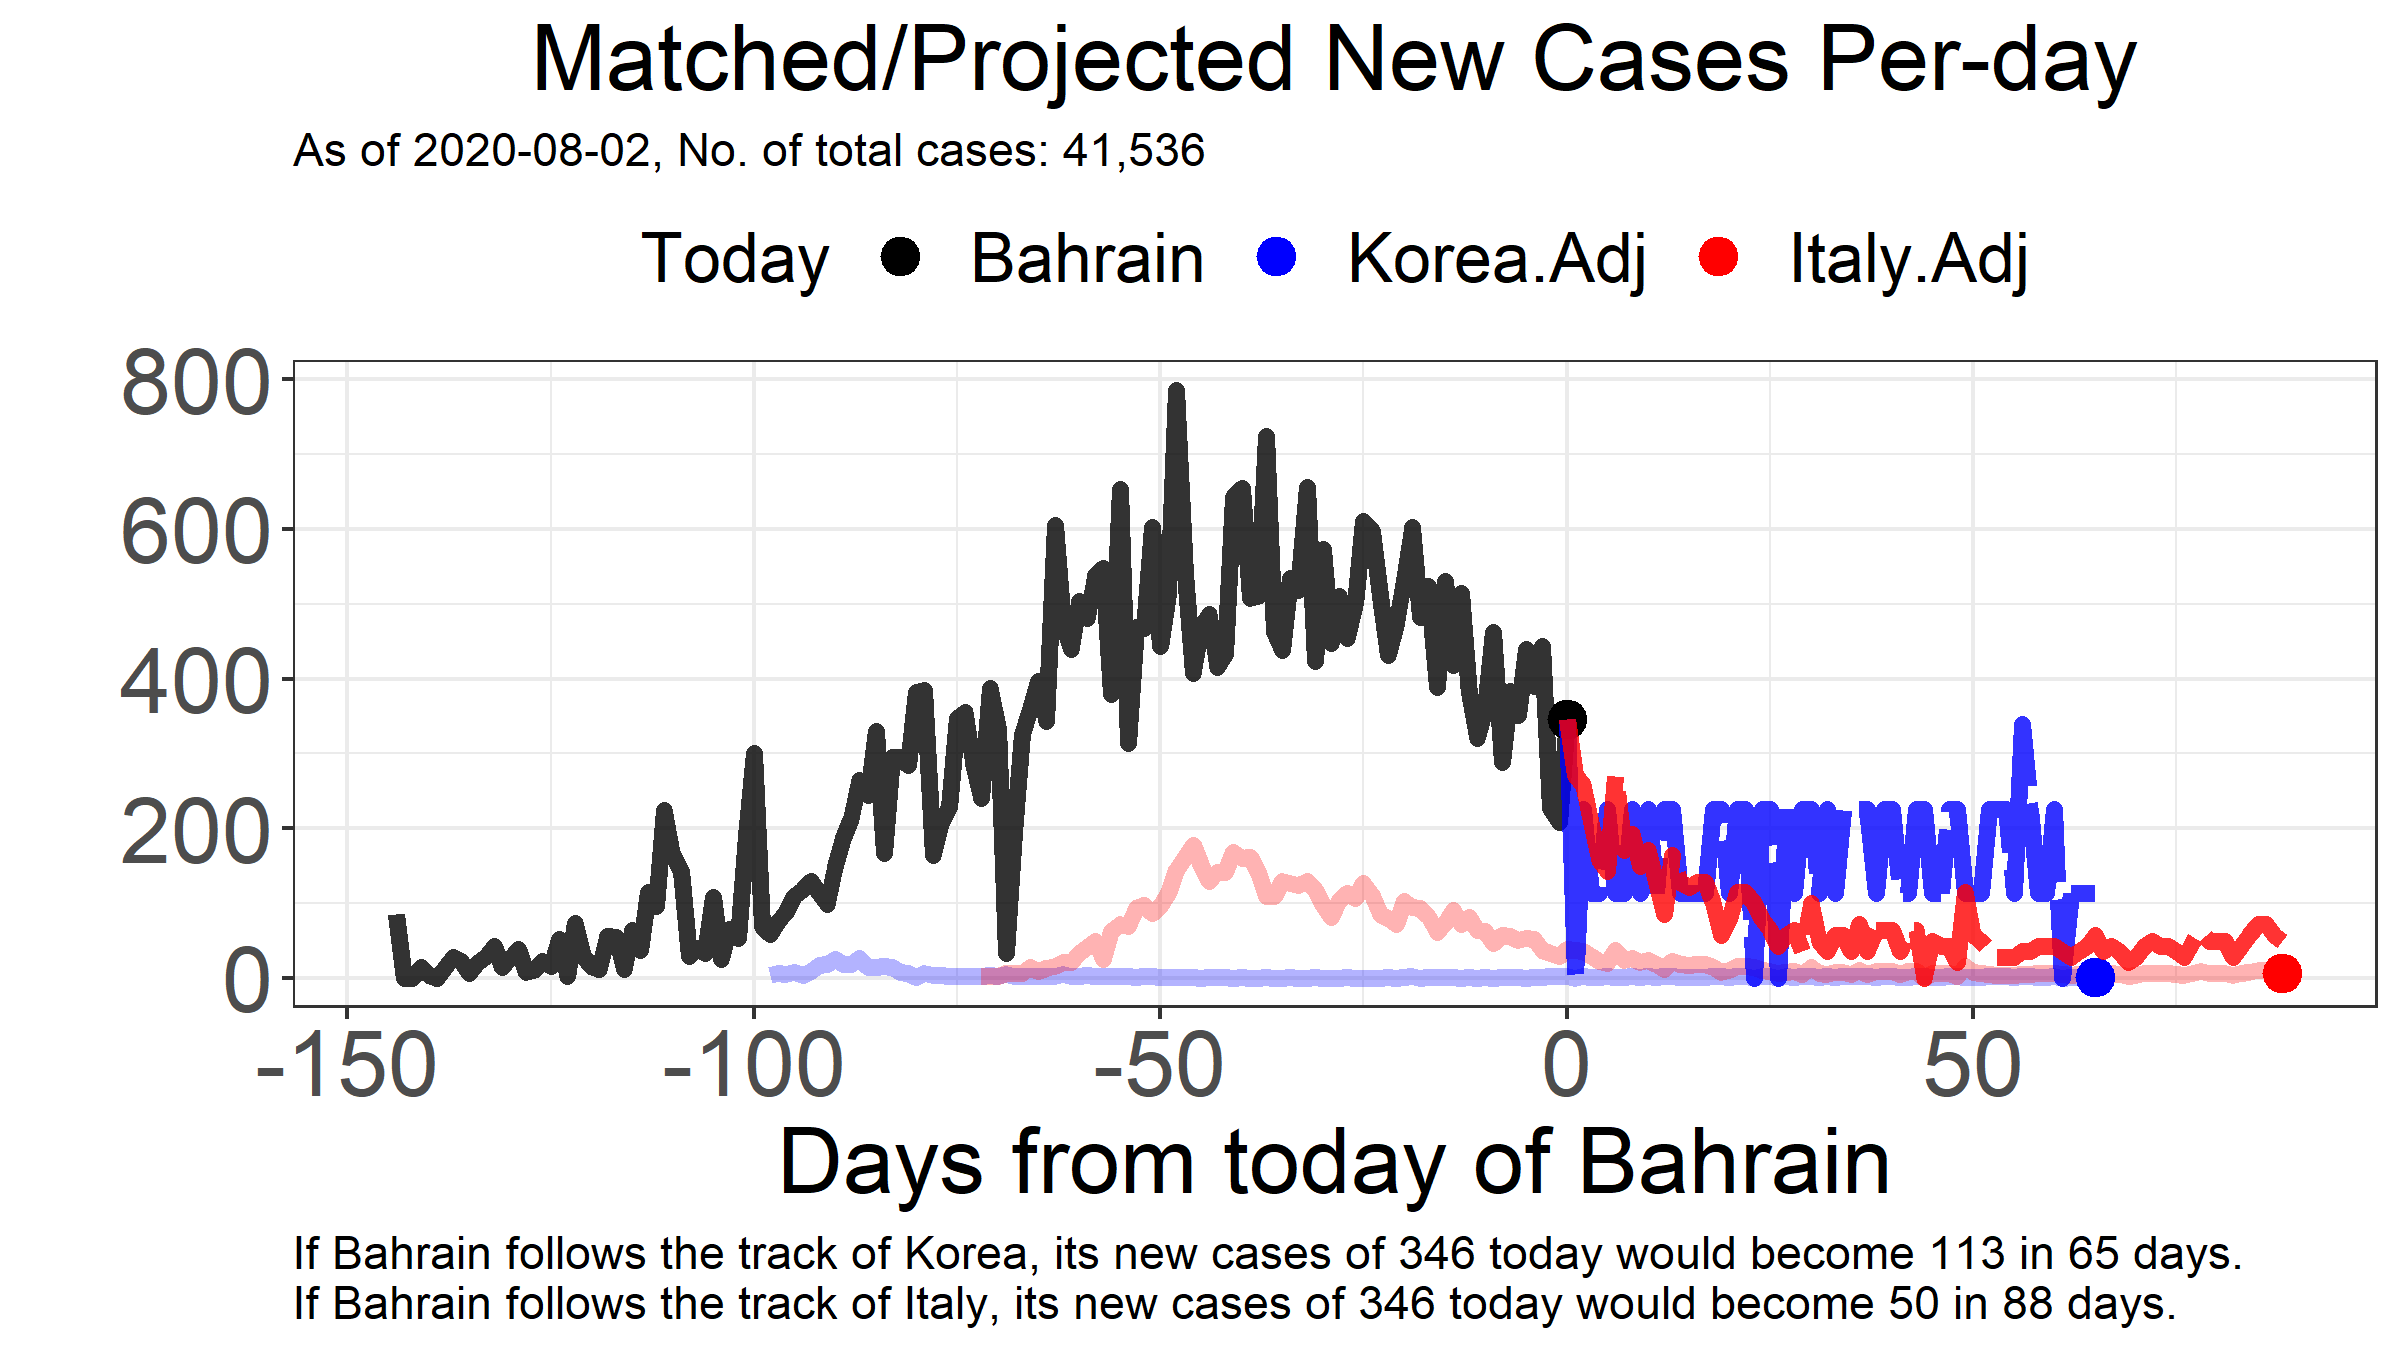 Matched/Projected New Cases Per-day
As of 2020-08-02, No. of total cases: 41,536
Today Bahrain Korea.Adj Italy.Adj
800
600
400
200
0
-150 -100 -50 0 50
Days from today of Bahrain
If Bahrain follows the track of Korea, its new cases of 346 today would become 113 in 65 days.
If Bahrain follows the track of Italy, its new cases of 346 today would become 50 in 88 days.